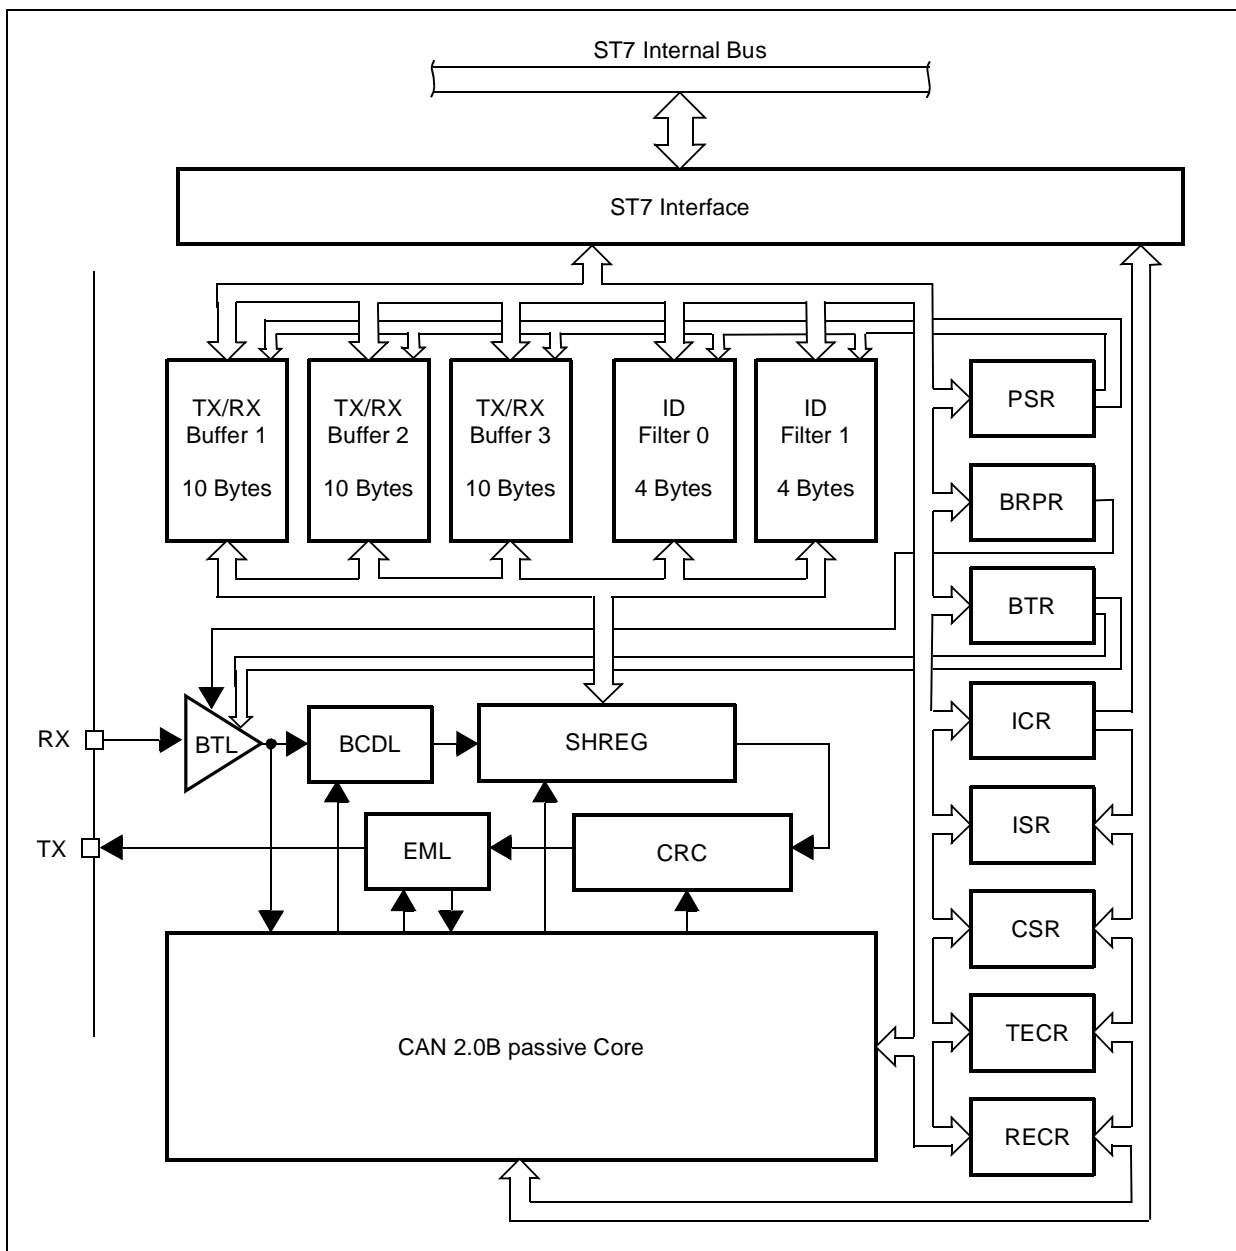 ST7 Internal Bus
ST7 Interface
TX/RX
Buffer 1
10 Bytes
TX/RX
Buffer 2
10 Bytes
TX/RX
Buffer 3
10 Bytes
ID
Filter 0
4 Bytes
ID
Filter 1
4 Bytes
PSR
BRPR
BTR
ICR
ISR
CSR
TECR
RECR
RX
BTL
BCDL
SHREG
TX
EML
CRC
CAN 2.0B passive Core